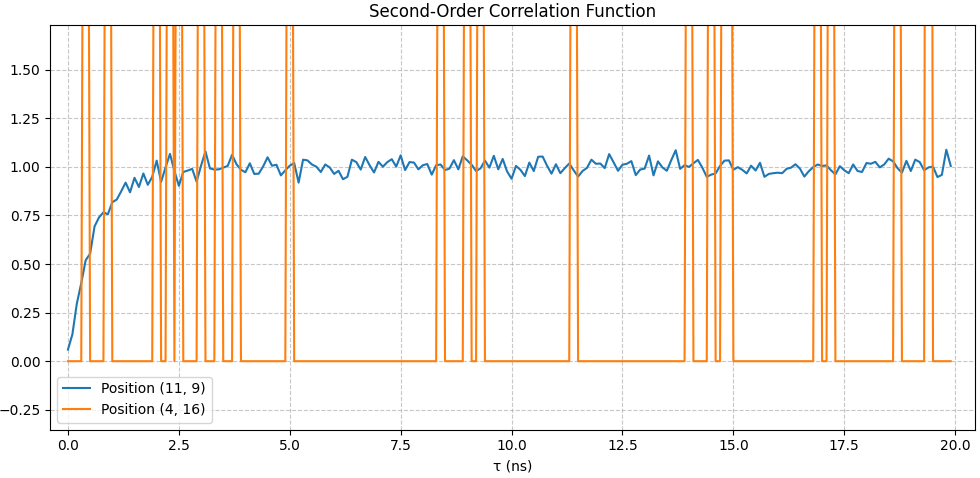 Second-Order Correlation Function
1.50
1.25
1.00
0.75
0.50
0.25
0.00
−0.25
Position (11, 9)
Position (4, 16)
0.0 2.5 5.0 7.5 10.0 12.5 15.0 17.5 20.0
τ (ns)